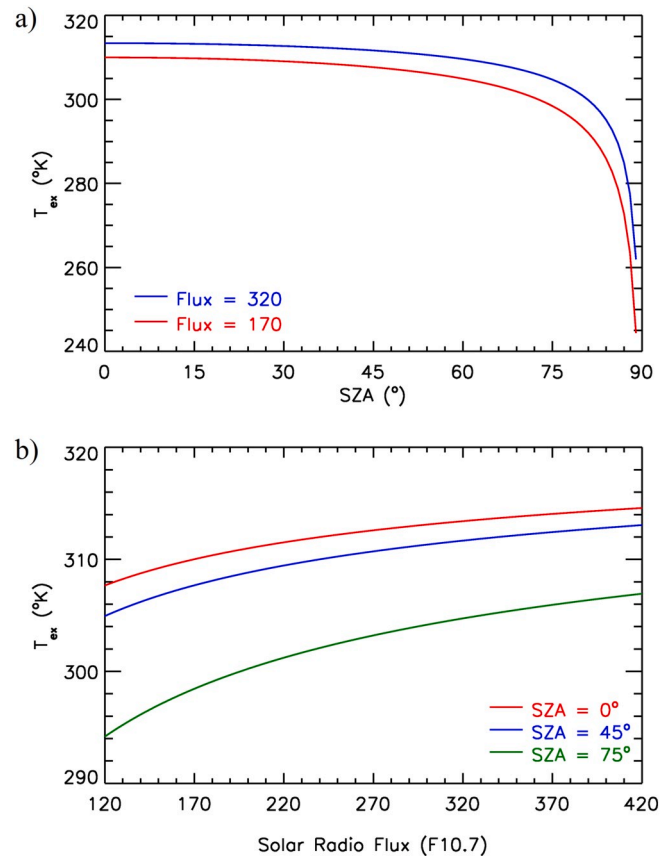 a)
320
300
280
260
240
T_ex (°K)
Flux = 320
Flux = 170
0 15 30 45 60 75 90
SZA (°)
b)
320
310
300
290
T_ex (°K)
SZA = 0°
SZA = 45°
SZA = 75°
120 170 220 270 320 370 420
Solar Radio Flux (F10.7)